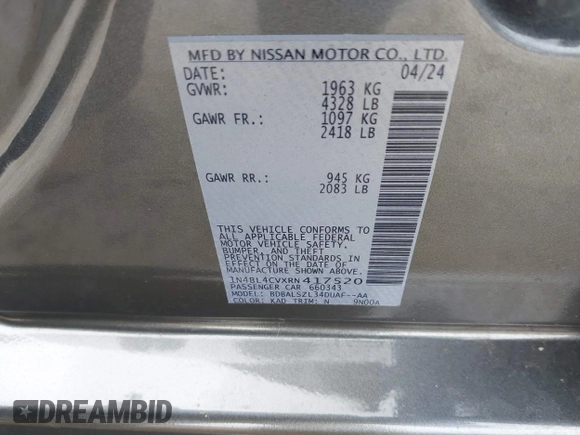 MFD BY NISSAN MOTOR CO., LTD.
DATE: 04/24
GVWR: 1963 KG
4328 LB
GAWR FR.: 1097 KG
2418 LB
GAWR RR.: 945 KG
2083 LB
THIS VEHICLE CONFORMS TO
ALL APPLICABLE FEDERAL
MOTOR VEHICLE SAFETY,
BUMPER, AND THEFT
PREVENTION STANDARDS IN
EFFECT ON THE DATE OF
MANUFACTURE SHOWN ABOVE.
1N4BL4CVXRN417520
PASSENGER CAR 660343
MODEL: BDBALSZL34DUAF--AA
COLOR: KAD TRIM: N 9N00A
DREAMBID